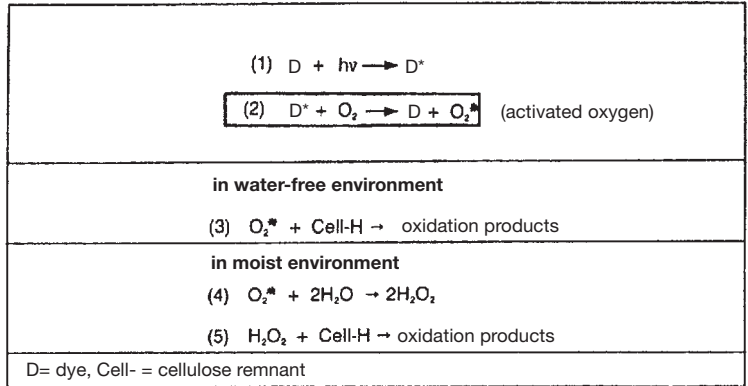 (1) D + hν → D*
(2) D* + O₂ → D + O₂* (activated oxygen)
in water-free environment
(3) O₂* + Cell-H → oxidation products
in moist environment
(4) O₂* + 2H₂O → 2H₂O₂
(5) H₂O₂ + Cell-H → oxidation products
D= dye, Cell- = cellulose remnant